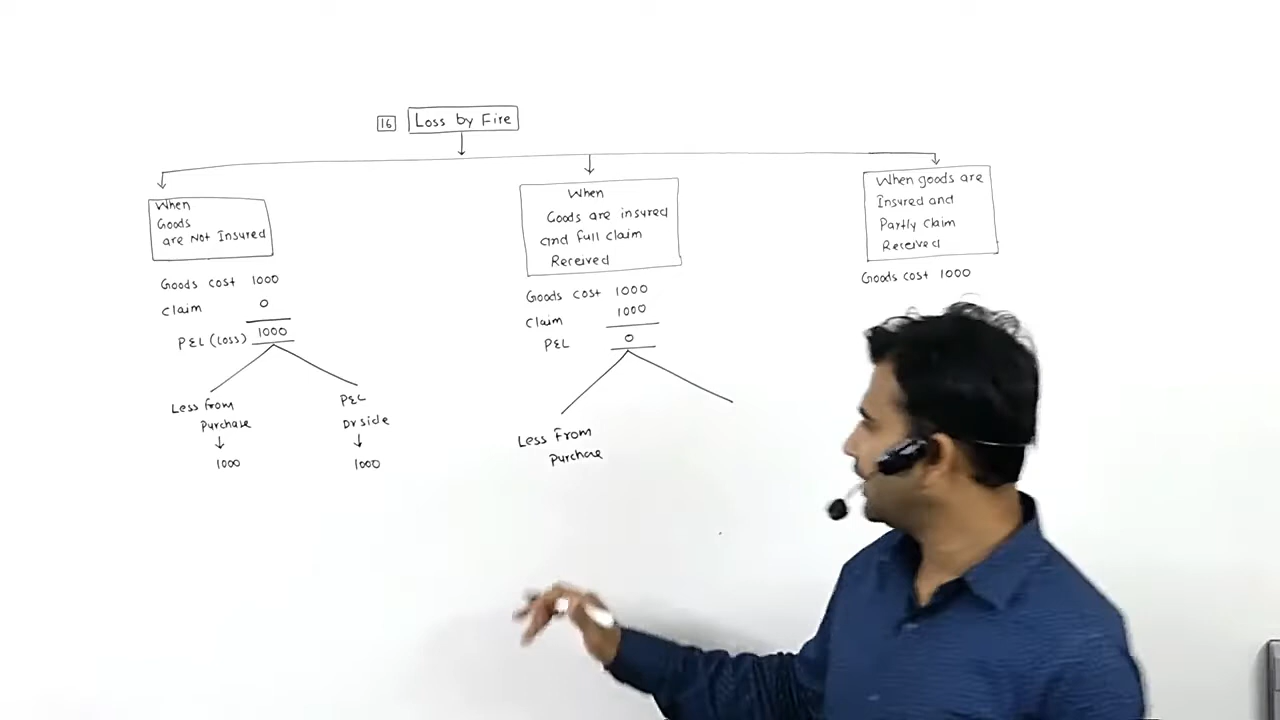 16 Loss by Fire
When
Goods
are Not Insured
Goods cost 1000
claim 0
P&L (Loss) 1000
Less from
Purchase
1000
P&L
Dr side
1000
When
Goods are insured
and full claim
Received
Goods cost 1000
Claim 1000
P&L 0
Less From
purchase
When goods are
Insured and
Partly claim
Received
Goods cost 1000